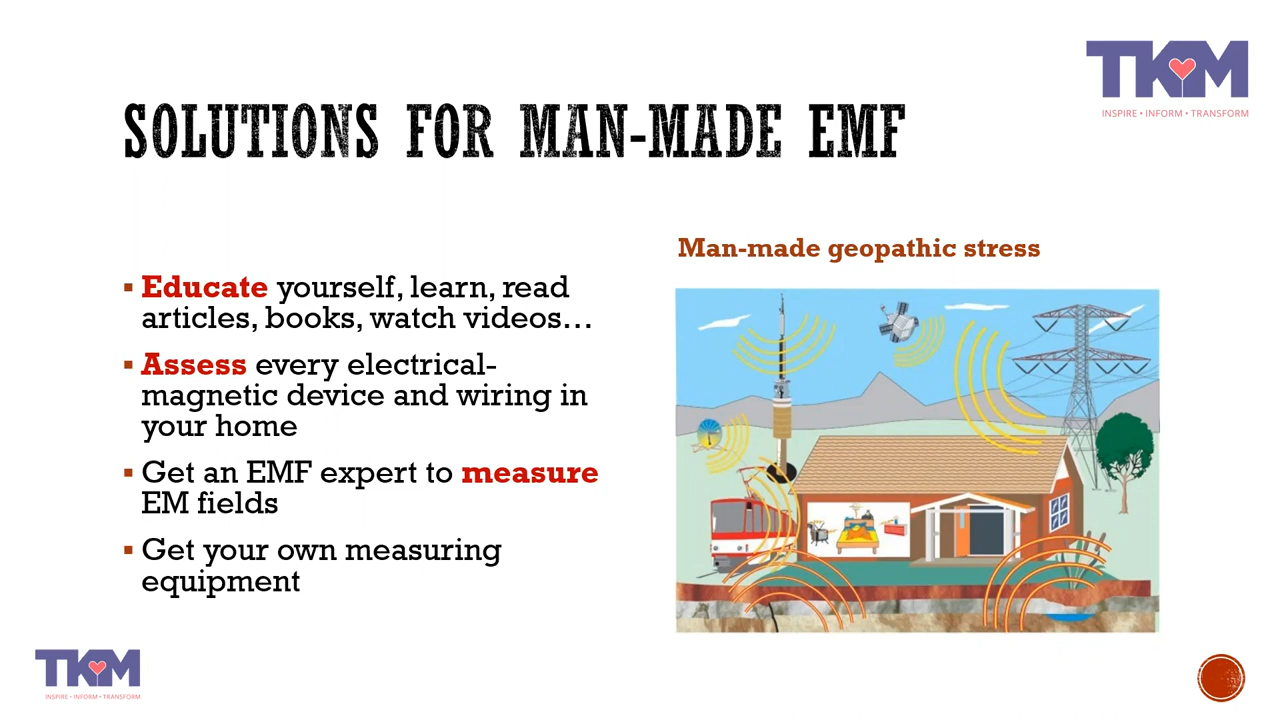 TKM
INSPIRE • INFORM • TRANSFORM
SOLUTIONS FOR MAN-MADE EMF
Man-made geopathic stress
▪ Educate yourself, learn, read
articles, books, watch videos...
▪ Assess every electrical-
magnetic device and wiring in
your home
▪ Get an EMF expert to measure
EM fields
▪ Get your own measuring
equipment
TKM
INSPIRE • INFORM • TRANSFORM